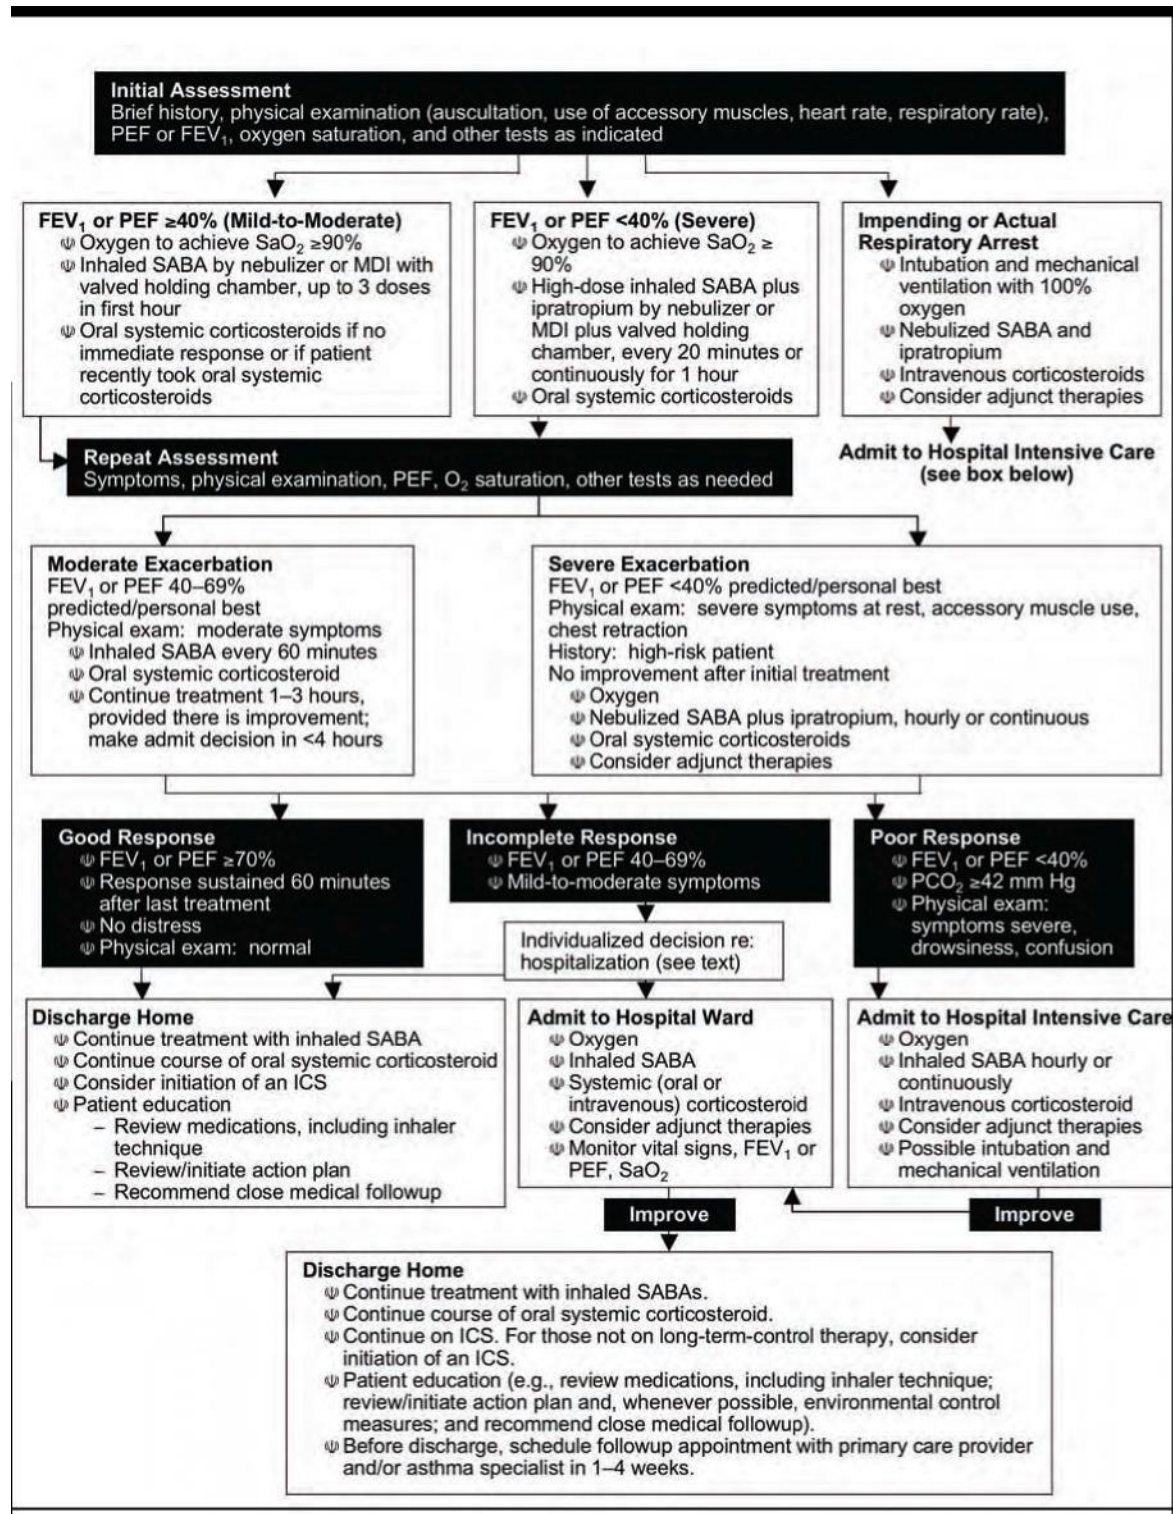 Initial Assessment
Brief history, physical examination (auscultation, use of accessory muscles, heart rate, respiratory rate),
PEF or FEV₁, oxygen saturation, and other tests as indicated
FEV₁ or PEF ≥40% (Mild-to-Moderate)
Oxygen to achieve SaO₂ ≥90%
Inhaled SABA by nebulizer or MDI with
valved holding chamber, up to 3 doses
in first hour
Oral systemic corticosteroids if no
immediate response or if patient
recently took oral systemic
corticosteroids
FEV₁ or PEF <40% (Severe)
Oxygen to achieve SaO₂ ≥
90%
High-dose inhaled SABA plus
ipratropium by nebulizer or
MDI plus valved holding
chamber, every 20 minutes or
continuously for 1 hour
Oral systemic corticosteroids
Impending or Actual
Respiratory Arrest
Intubation and mechanical
ventilation with 100%
oxygen
Nebulized SABA and
ipratropium
Intravenous corticosteroids
Consider adjunct therapies
Admit to Hospital Intensive Care
(see box below)
Repeat Assessment
Symptoms, physical examination, PEF, O₂ saturation, other tests as needed
Moderate Exacerbation
FEV₁ or PEF 40–69%
predicted/personal best
Physical exam: moderate symptoms
Inhaled SABA every 60 minutes
Oral systemic corticosteroid
Continue treatment 1–3 hours,
provided there is improvement;
make admit decision in <4 hours
Severe Exacerbation
FEV₁ or PEF <40% predicted/personal best
Physical exam: severe symptoms at rest, accessory muscle use,
chest retraction
History: high-risk patient
No improvement after initial treatment
Oxygen
Nebulized SABA plus ipratropium, hourly or continuous
Oral systemic corticosteroids
Consider adjunct therapies
Good Response
FEV₁ or PEF ≥70%
Response sustained 60 minutes
after last treatment
No distress
Physical exam: normal
Incomplete Response
FEV₁ or PEF 40–69%
Mild-to-moderate symptoms
Poor Response
FEV₁ or PEF <40%
PCO₂ ≥42 mm Hg
Physical exam:
symptoms severe,
drowsiness, confusion
Individualized decision re:
hospitalization (see text)
Discharge Home
Continue treatment with inhaled SABA
Continue course of oral systemic corticosteroid
Consider initiation of an ICS
Patient education
– Review medications, including inhaler
technique
– Review/initiate action plan
– Recommend close medical followup
Admit to Hospital Ward
Oxygen
Inhaled SABA
Systemic (oral or
intravenous) corticosteroid
Consider adjunct therapies
Monitor vital signs, FEV₁ or
PEF, SaO₂
Admit to Hospital Intensive Care
Oxygen
Inhaled SABA hourly or
continuously
Intravenous corticosteroid
Consider adjunct therapies
Possible intubation and
mechanical ventilation
Improve
Improve
Discharge Home
Continue treatment with inhaled SABAs.
Continue course of oral systemic corticosteroid.
Continue on ICS. For those not on long-term-control therapy, consider
initiation of an ICS.
Patient education (e.g., review medications, including inhaler technique;
review/initiate action plan and, whenever possible, environmental control
measures; and recommend close medical followup).
Before discharge, schedule followup appointment with primary care provider
and/or asthma specialist in 1–4 weeks.